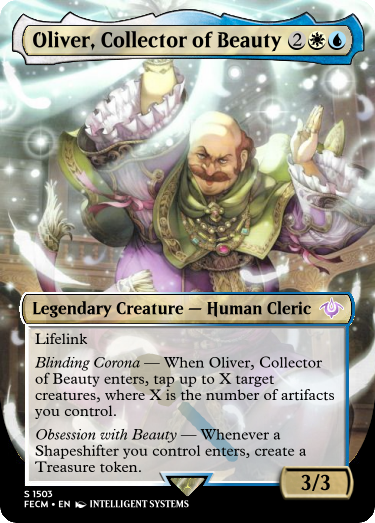 Oliver, Collector of Beauty 2
Legendary Creature — Human Cleric
Lifelink
Blinding Corona — When Oliver, Collector
of Beauty enters, tap up to X target
creatures, where X is the number of artifacts
you control.
Obsession with Beauty — Whenever a
Shapeshifter you control enters, create a
Treasure token.
3/3
S 1503
FECM • EN INTELLIGENT SYSTEMS